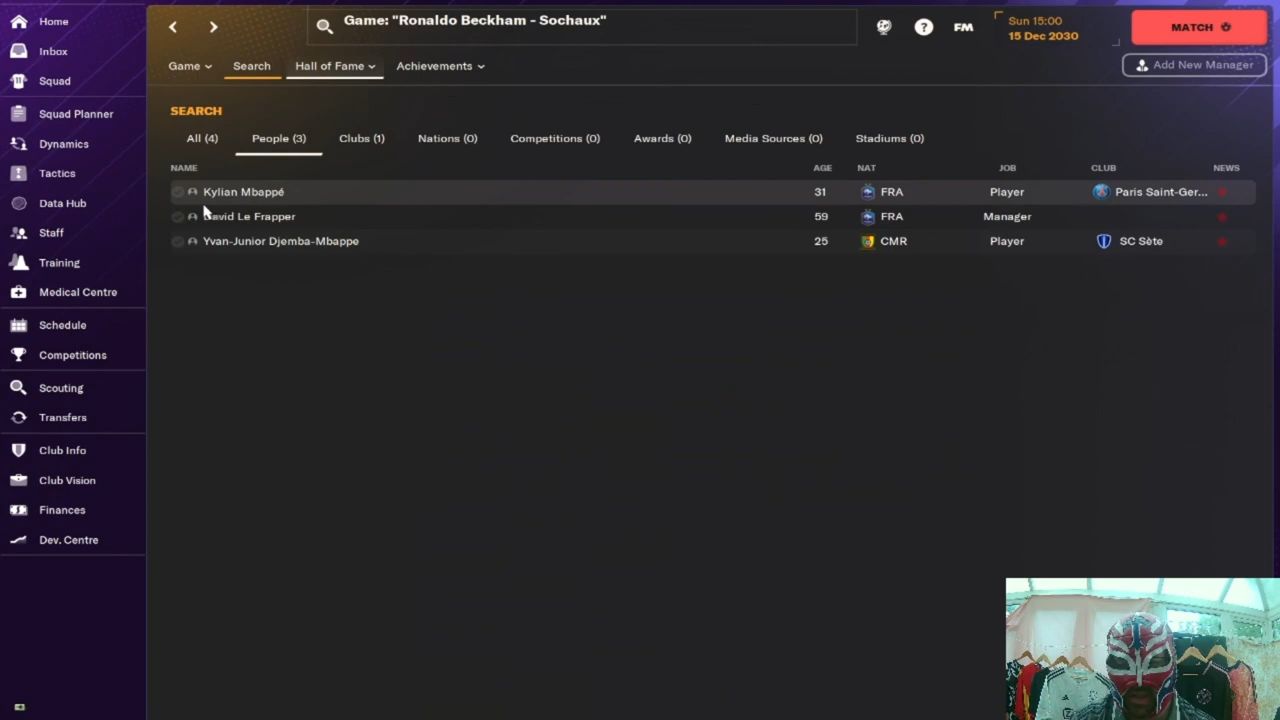 Home
Inbox
Squad
Squad Planner
Dynamics
Tactics
Data Hub
Staff
Training
Medical Centre
Schedule
Competitions
Scouting
Transfers
Club Info
Club Vision
Finances
Dev. Centre
Game: "Ronaldo Beckham - Sochaux"
? FM
Sun 15:00
15 Dec 2030
MATCH
Game Search Hall of Fame Achievements
Add New Manager
SEARCH
All (4) People (3) Clubs (1) Nations (0) Competitions (0) Awards (0) Media Sources (0) Stadiums (0)
NAME AGE NAT JOB CLUB NEWS
Kylian Mbappé 31 FRA Player Paris Saint-Ger...
David Le Frapper 59 FRA Manager
Yvan-Junior Djemba-Mbappe 25 CMR Player SC Sète